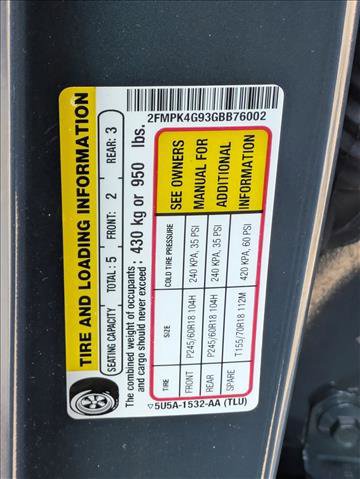 2FMPK4G93GBB76002
TIRE AND LOADING INFORMATION
SEATING CAPACITY TOTAL: 5 FRONT: 2 REAR: 3
The combined weight of occupants
and cargo should never exceed: 430 kg or 950 lbs.
TIRE SIZE COLD TIRE PRESSURE
FRONT P245/60R18 104H 240 KPA, 35 PSI
REAR P245/60R18 104H 240 KPA, 35 PSI
SPARE T155/70R18 112M 420 KPA, 60 PSI
SEE OWNERS
MANUAL FOR
ADDITIONAL
INFORMATION
5U5A-1532-AA (TLU)